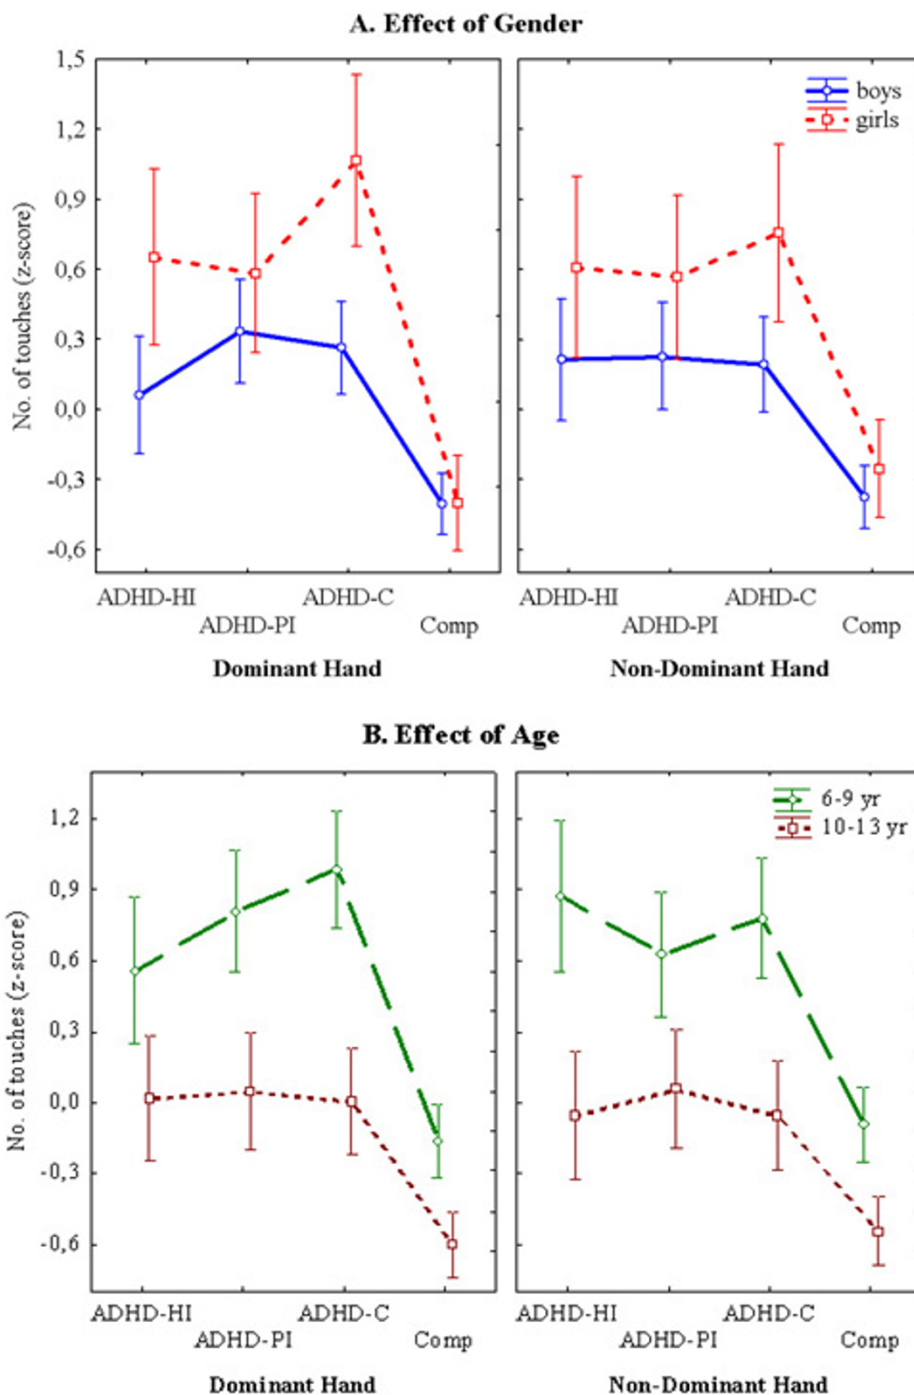 A. Effect of Gender
1,5
1,2
0,9
0,6
0,3
0,0
-0,3
-0,6
No. of touches (z-score)
boys
girls
ADHD-HI
ADHD-PI
ADHD-C
Comp
ADHD-HI
ADHD-PI
ADHD-C
Comp
Dominant Hand
Non-Dominant Hand
B. Effect of Age
1,2
0,9
0,6
0,3
0,0
-0,3
-0,6
No. of touches (z-score)
6-9 yr
10-13 yr
ADHD-HI
ADHD-PI
ADHD-C
Comp
ADHD-HI
ADHD-PI
ADHD-C
Comp
Dominant Hand
Non-Dominant Hand